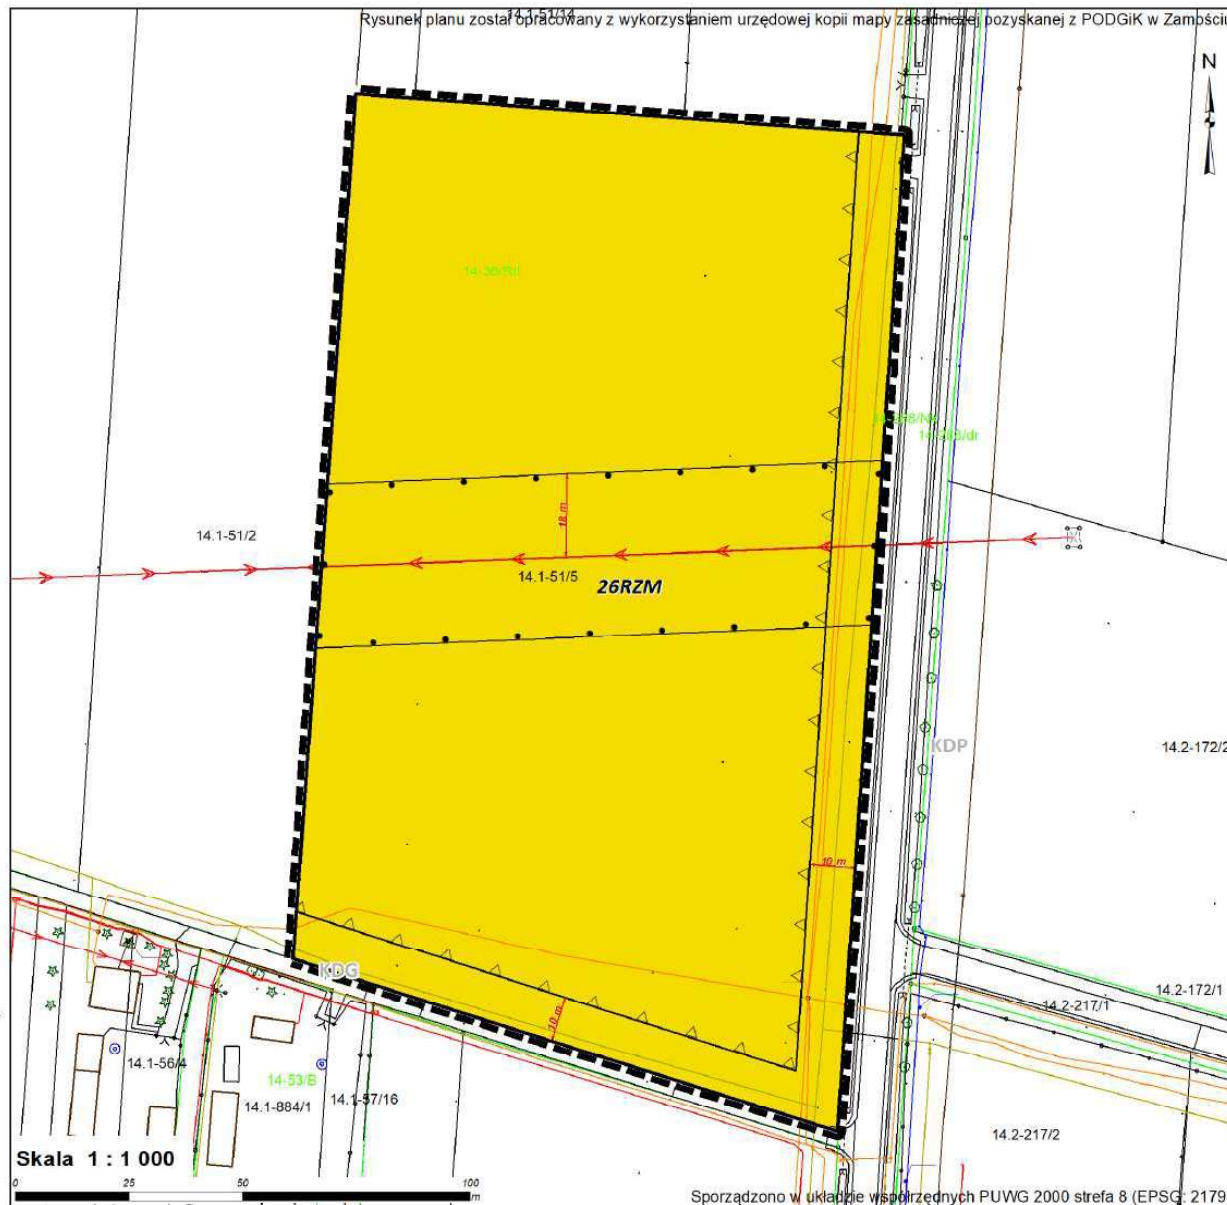 14.1-51/14
Rysunek planu został opracowany z wykorzystaniem urzędowej kopii mapy zasadniczej pozyskanej z PODGiK w Zamościu
N
14-36/RII
14-268/dr
14.1-51/2
18 m
14.1-51/5
26RZM
KDP
14.2-172/2
10 m
KDG
10 m
14.2-172/1
14.2-217/1
14.1-56/4
14-53/B
14.1-884/1
14.1-57/16
14.2-217/2
Skala 1 : 1 000
0 25 50 100
m
Sporządzono w układzie współrzędnych PUWG 2000 strefa 8 (EPSG: 2179